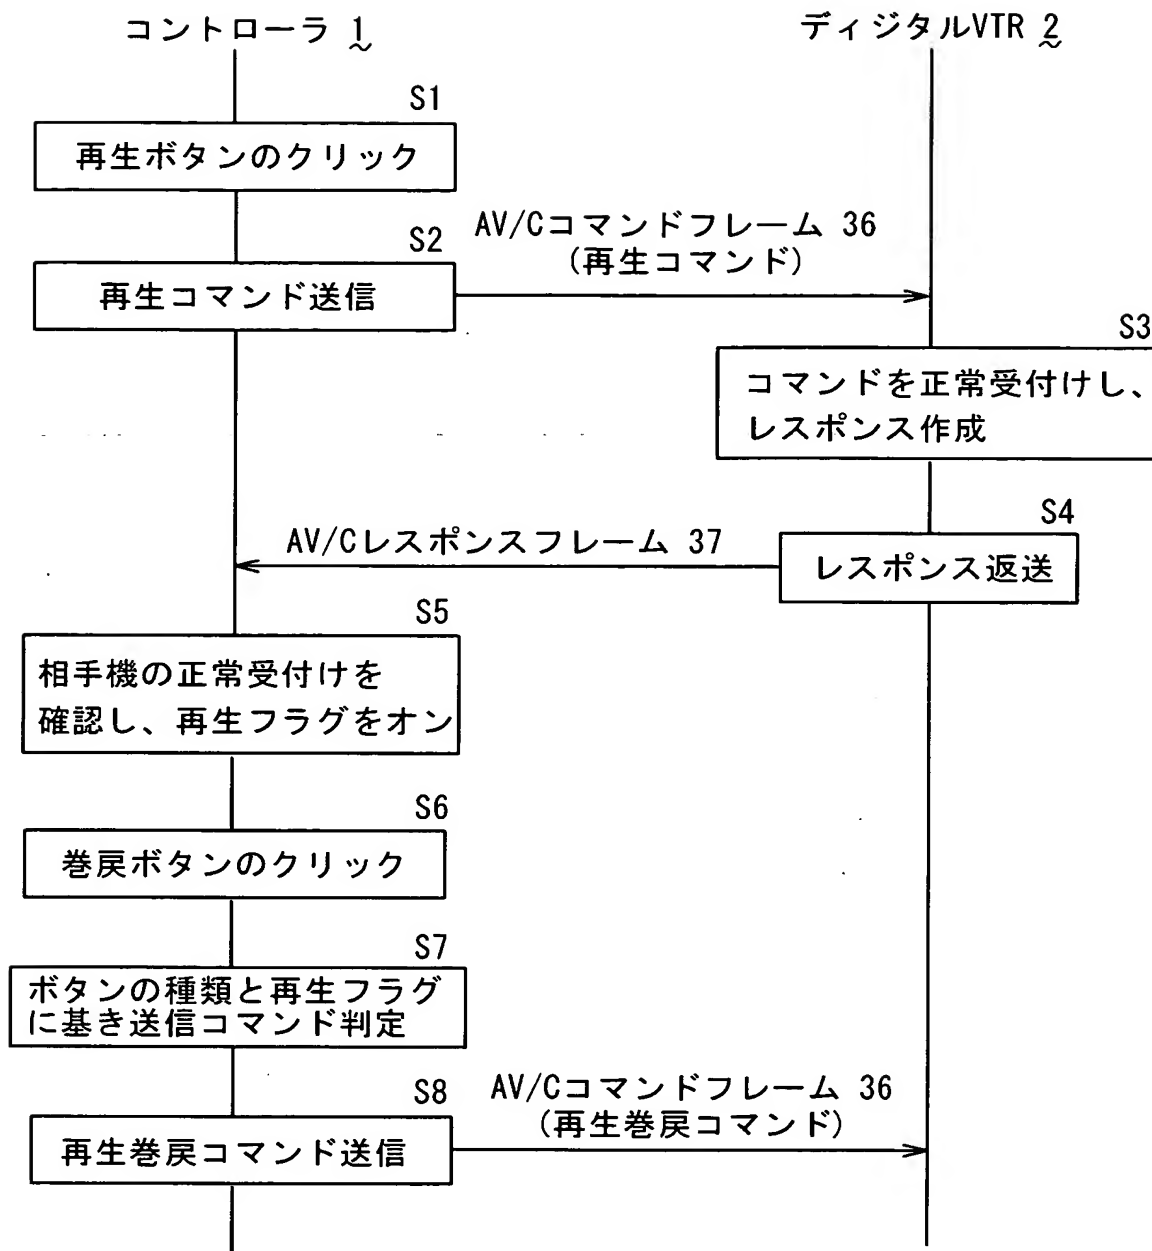 コントローラ 1
ディジタルVTR 2
S1
再生ボタンのクリック
S2
AV/Cコマンドフレーム 36
(再生コマンド)
再生コマンド送信
S3
コマンドを正常受付けし、
レスポンス作成
S4
AV/Cレスポンスフレーム 37
レスポンス返送
S5
相手機の正常受付けを
確認し、再生フラグをオン
S6
巻戻ボタンのクリック
S7
ボタンの種類と再生フラグ
に基き送信コマンド判定
S8
AV/Cコマンドフレーム 36
(再生巻戻コマンド)
再生巻戻コマンド送信